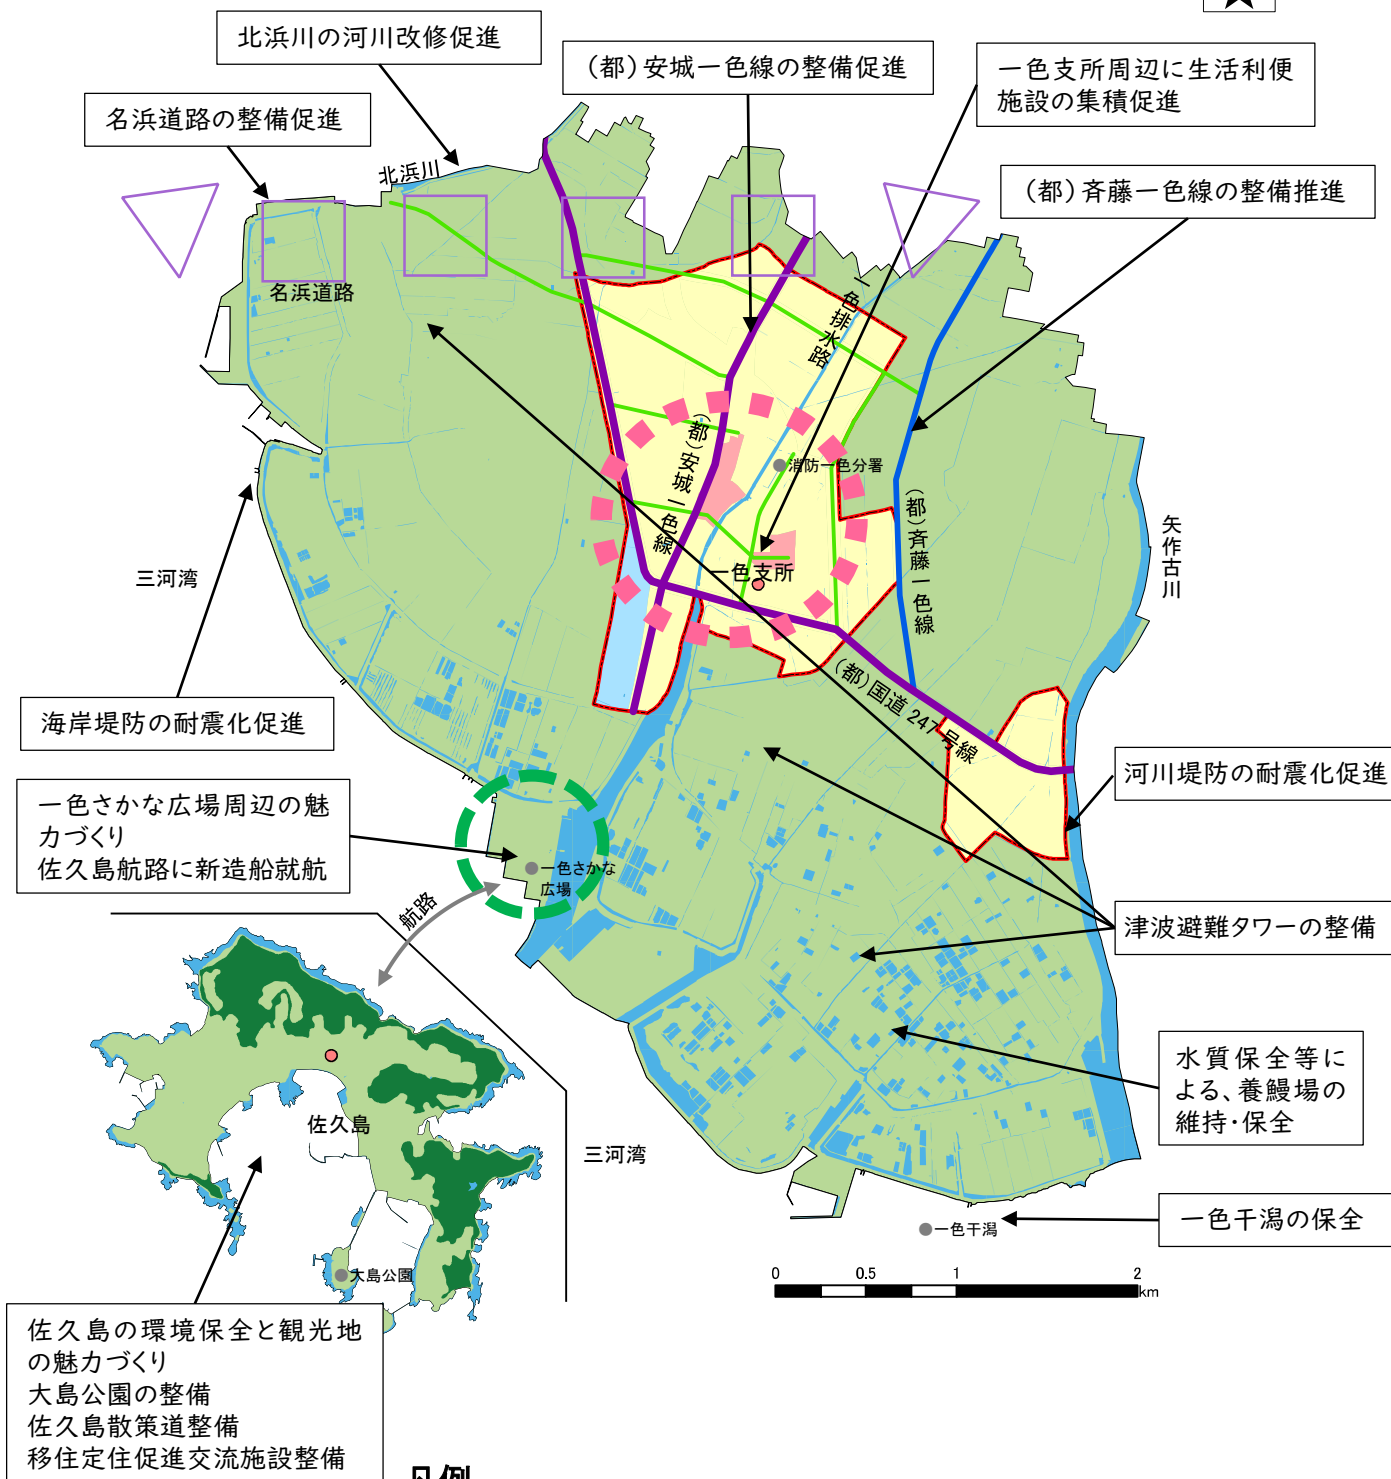 北浜川の河川改修促進
(都)安城一色線の整備促進
一色支所周辺に生活利便
施設の集積促進
名浜道路の整備促進
(都)斉藤一色線の整備推進
北浜川
名浜道路
一色排水路
(都)安城一色線
消防一色分署
(都)斉藤一色線
矢作古川
一色支所
三河湾
(都)国道247号線
海岸堤防の耐震化促進
河川堤防の耐震化促進
一色さかな広場周辺の魅
力づくり
佐久島航路に新造船就航
一色さかな
広場
航路
津波避難タワーの整備
水質保全等に
よる、養鰻場の
維持・保全
佐久島
三河湾
一色干潟の保全
一色干潟
大島公園
0 0.5 1 2
km
佐久島の環境保全と観光地
の魅力づくり
大島公園の整備
佐久島散策道整備
移住定住促進交流施設整備
凡例